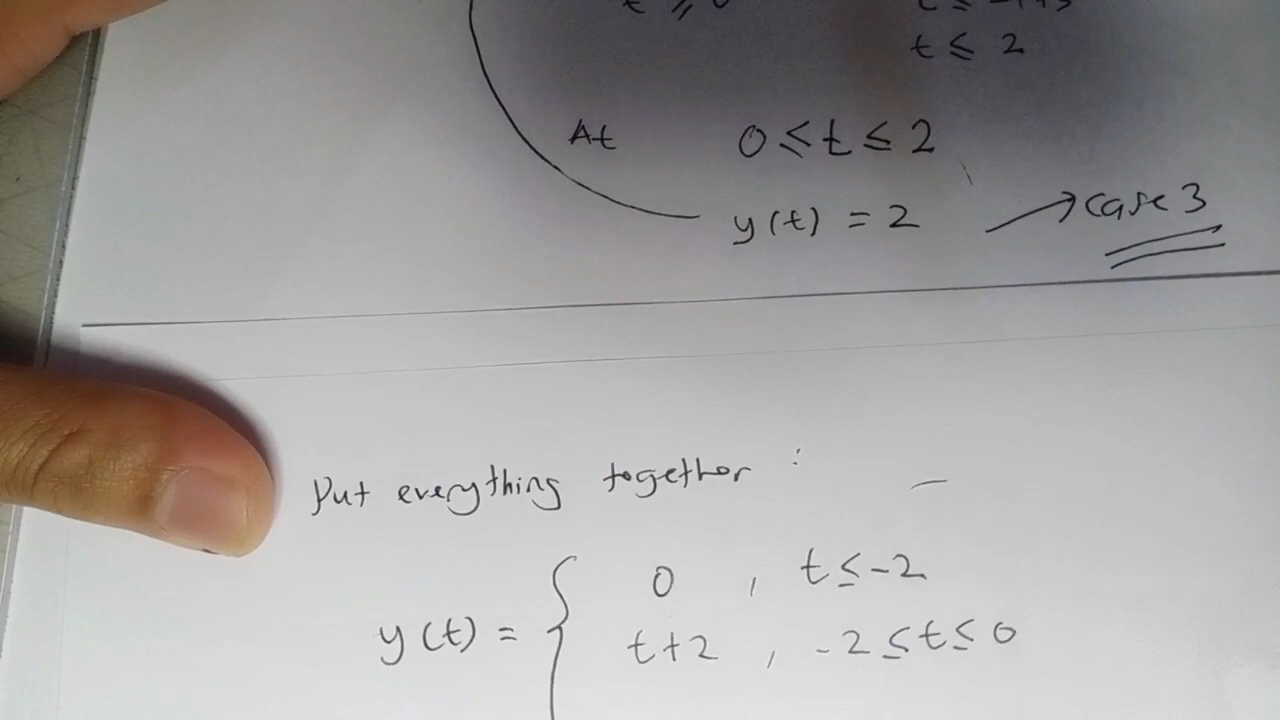 t ≤ 2
At 0 ≤ t ≤ 2
y(t) = 2 → case 3
Put everything together :
y(t) = { 0 , t ≤ -2
t+2 , -2 ≤ t ≤ 0